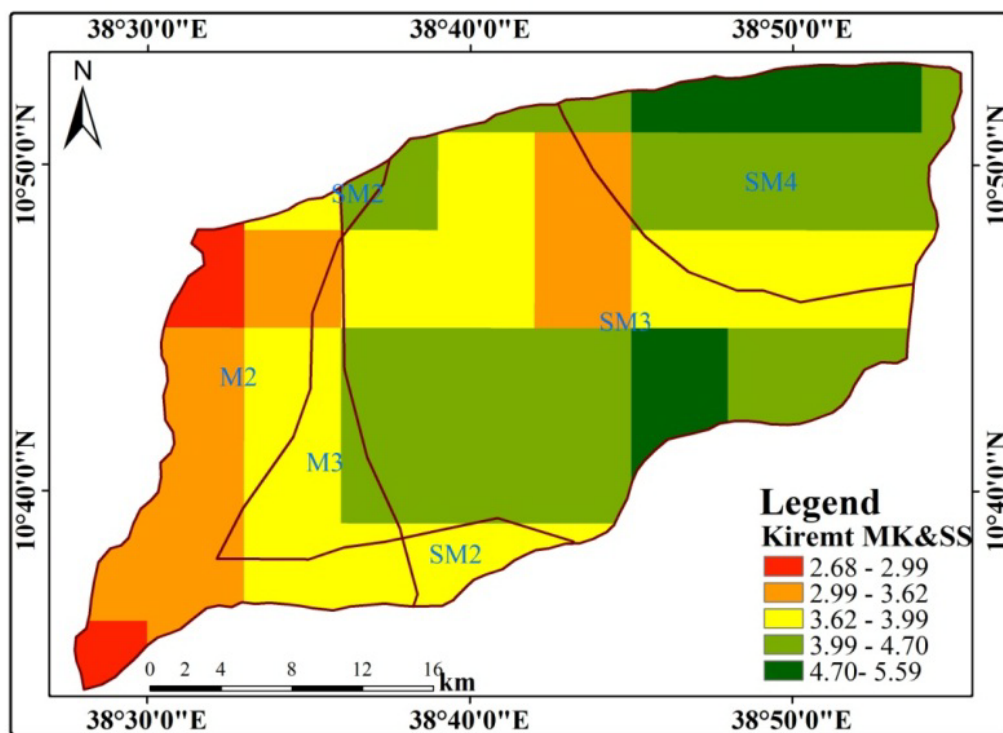 38°30'0"E 38°40'0"E 38°50'0"E
N
10°50'0"N 10°50'0"N
SM2 SM4
SM3
M2
M3
10°40'0"N 10°40'0"N
SM2
Legend
Kiremt MK&SS
2.68 - 2.99
2.99 - 3.62
3.62 - 3.99
3.99 - 4.70
4.70- 5.59
0 2 4 8 12 16
km
38°30'0"E 38°40'0"E 38°50'0"E